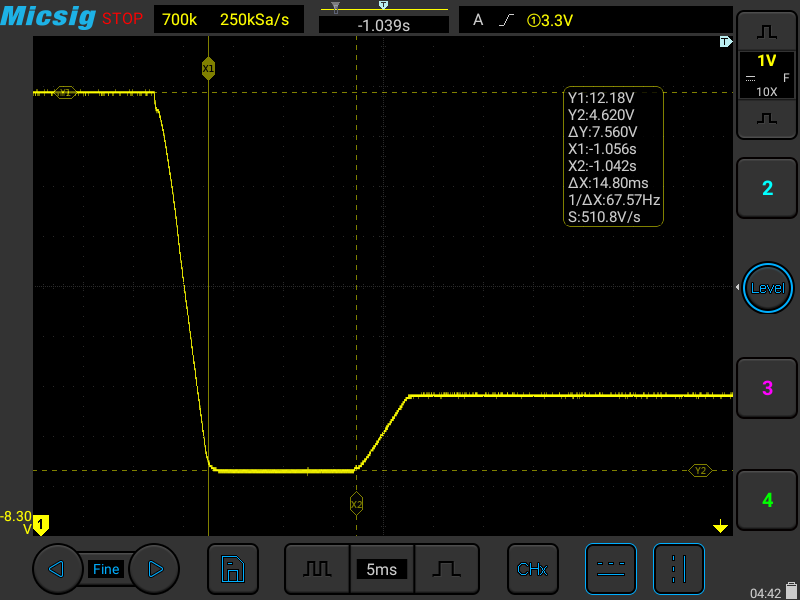 Micsig STOP 700k 250kSa/s T -1.039s A ①3.3V
T
X1
Y1
1V
F
10X
Y1:12.18V
Y2:4.620V
ΔY:7.560V
X1:-1.056s
X2:-1.042s
ΔX:14.80ms
1/ΔX:67.57Hz
S:510.8V/s
2
Level
3
Y2
X2
4
-8.30
V
1
Fine 5ms CHx
04:42